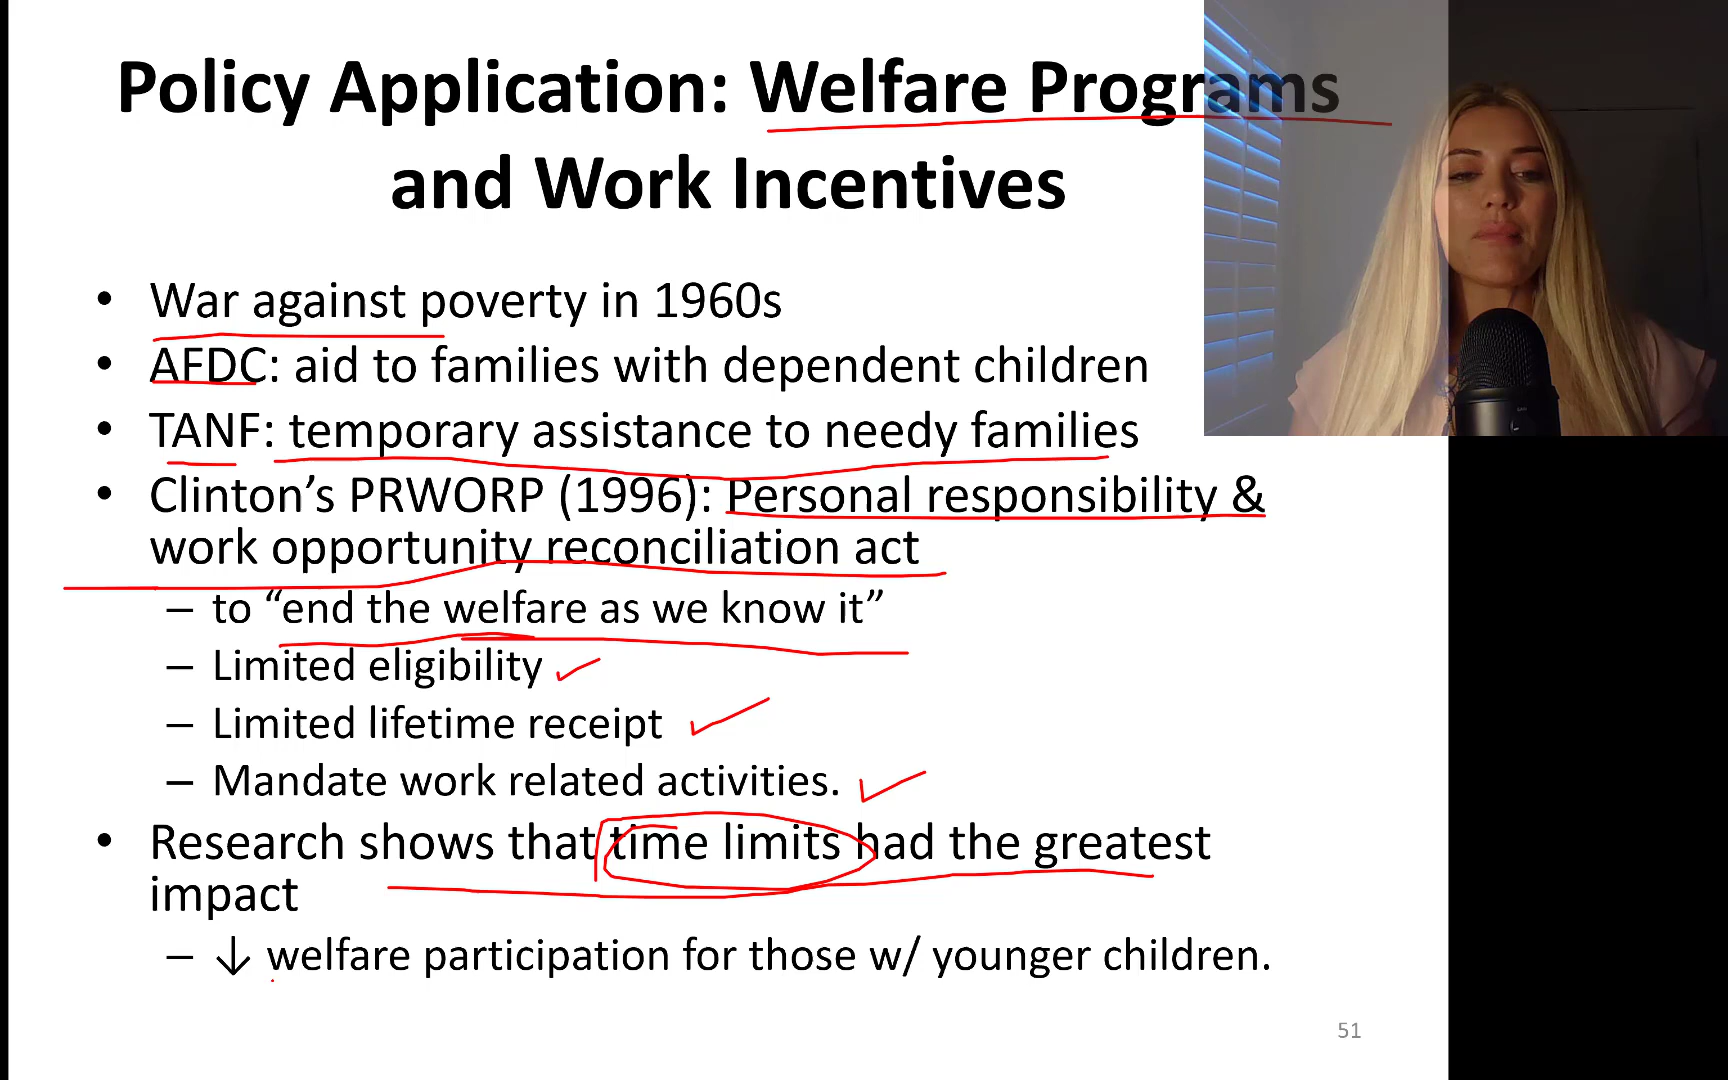 Policy Application: Welfare Programs
and Work Incentives
• War against poverty in 1960s
• AFDC: aid to families with dependent children
• TANF: temporary assistance to needy families
• Clinton’s PRWORP (1996): Personal responsibility &
work opportunity reconciliation act
– to “end the welfare as we know it”
– Limited eligibility
– Limited lifetime receipt
– Mandate work related activities.
• Research shows that time limits had the greatest
impact
– ↓ welfare participation for those w/ younger children.
51